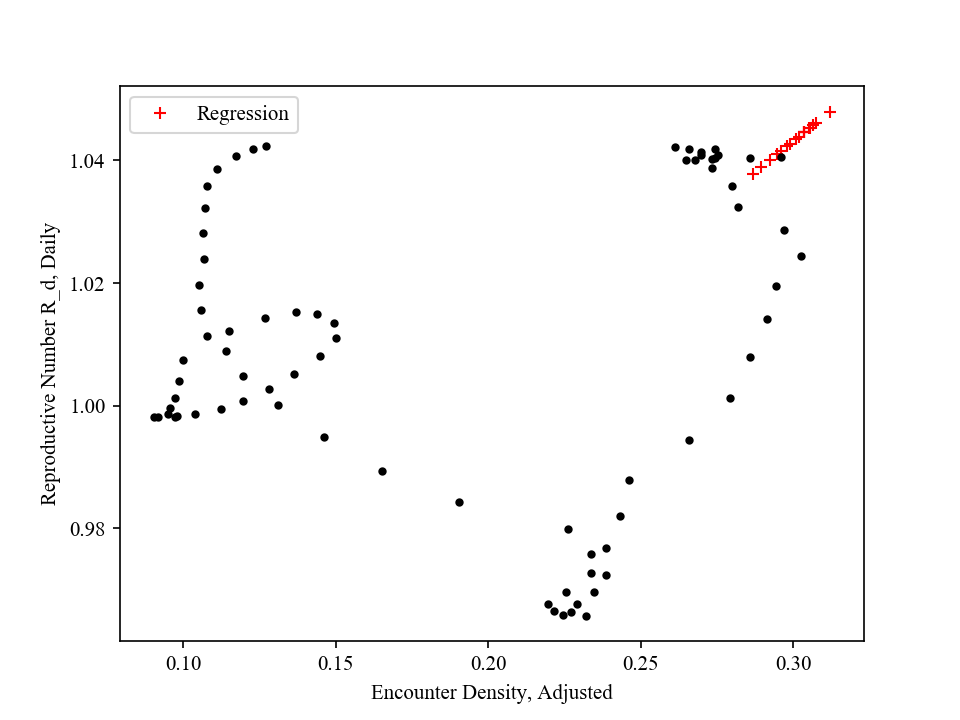 Regression
1.04
1.02
1.00
0.98
Reproductive Number R_d, Daily
0.10 0.15 0.20 0.25 0.30
Encounter Density, Adjusted